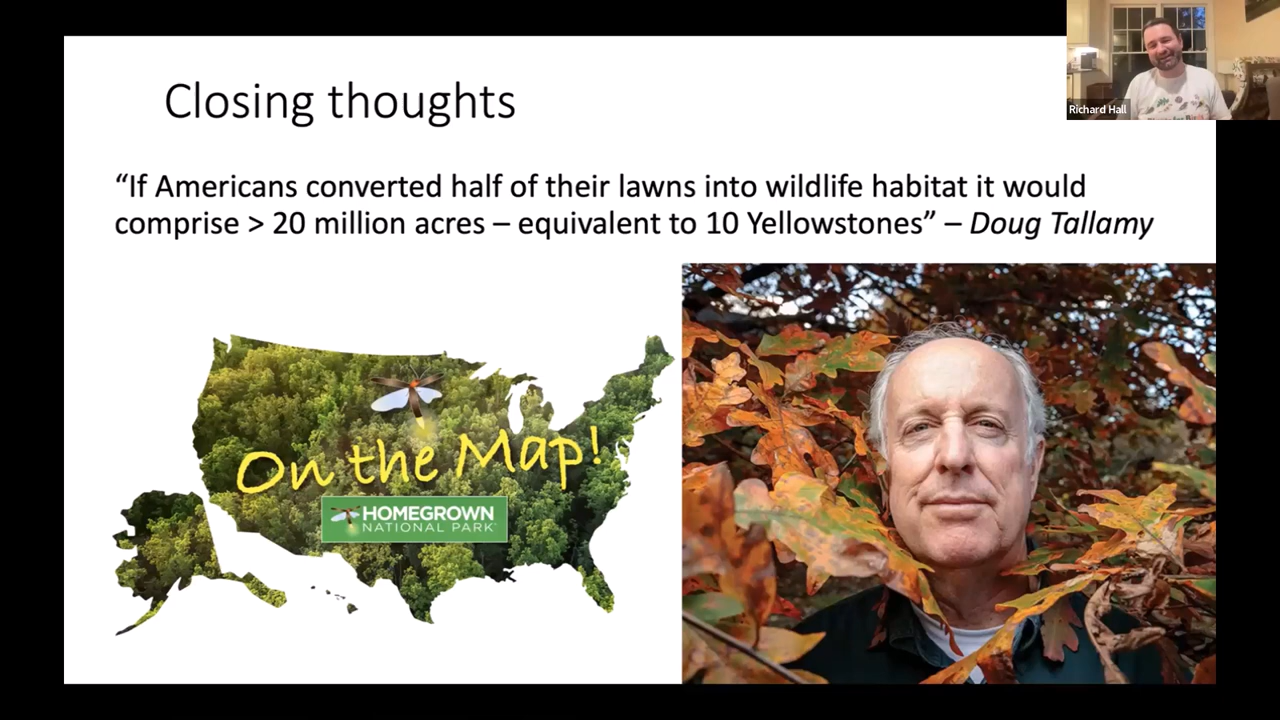 Closing thoughts
“If Americans converted half of their lawns into wildlife habitat it would
comprise > 20 million acres – equivalent to 10 Yellowstones” – Doug Tallamy
On the Map!
HOMEGROWN
NATIONAL PARK
Richard Hall